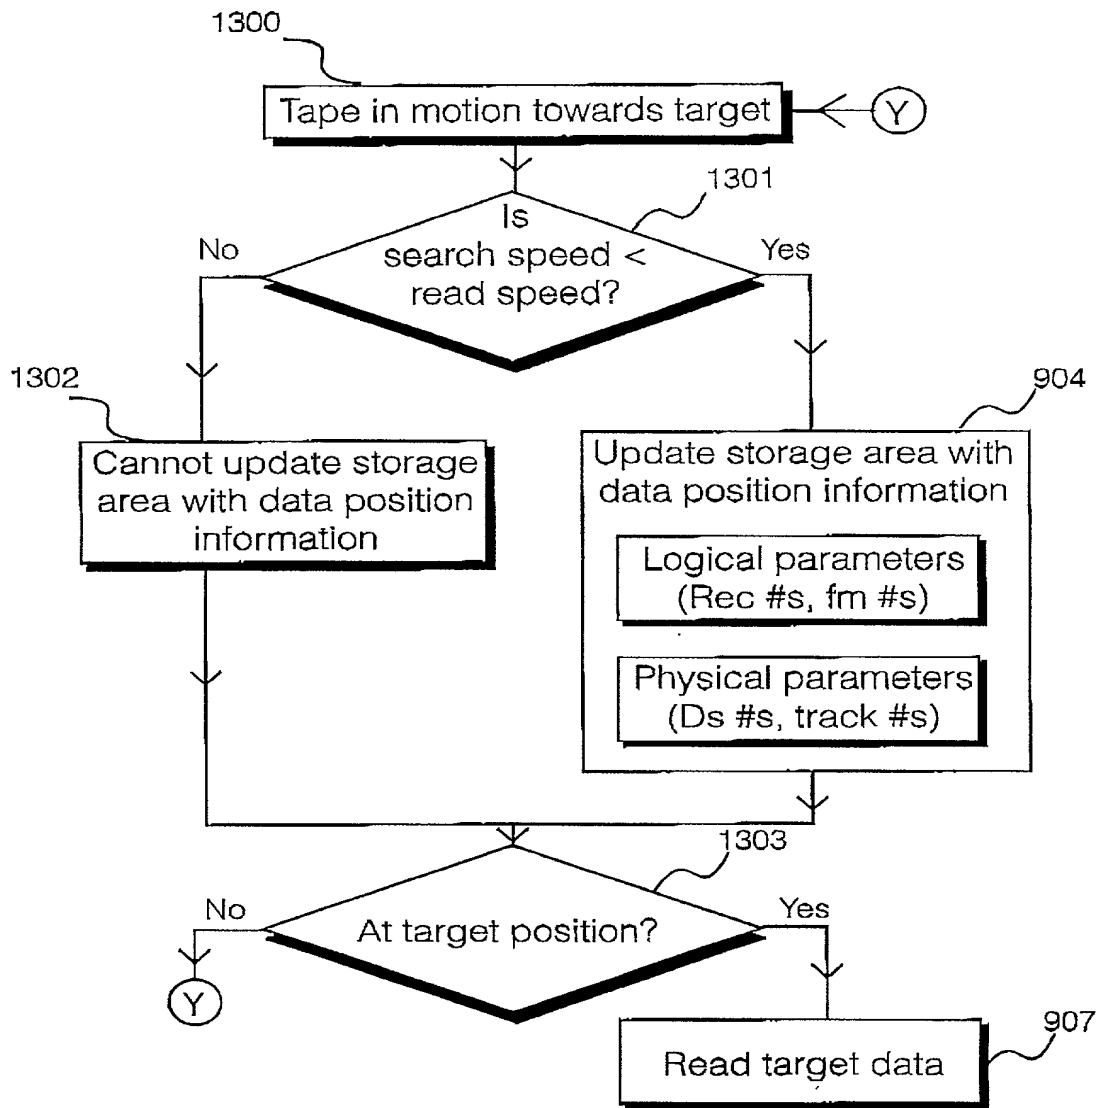 1300
Tape in motion towards target
Y
1301
Is
search speed <
read speed?
No
Yes
1302
904
Cannot update storage
area with data position
information
Update storage area with
data position information
Logical parameters
(Rec #s, fm #s)
Physical parameters
(Ds #s, track #s)
1303
At target position?
No
Yes
Y
907
Read target data